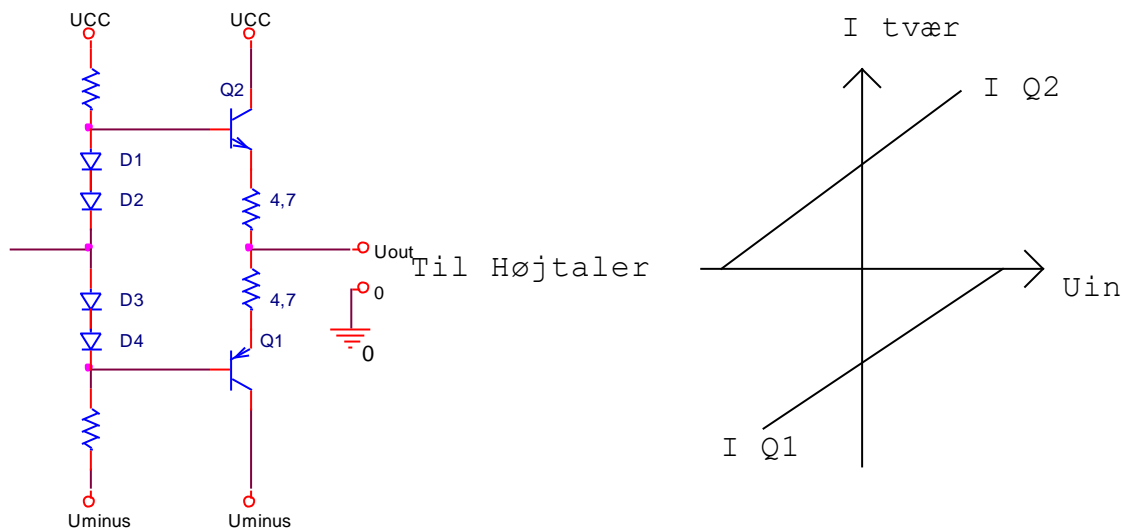 UCC
UCC
Q2
D1
D2
4,7
Uout
Til Højtaler
D3
D4
4,7
0
Q1
0
Uminus
Uminus
I tvær
I Q2
Uin
I Q1